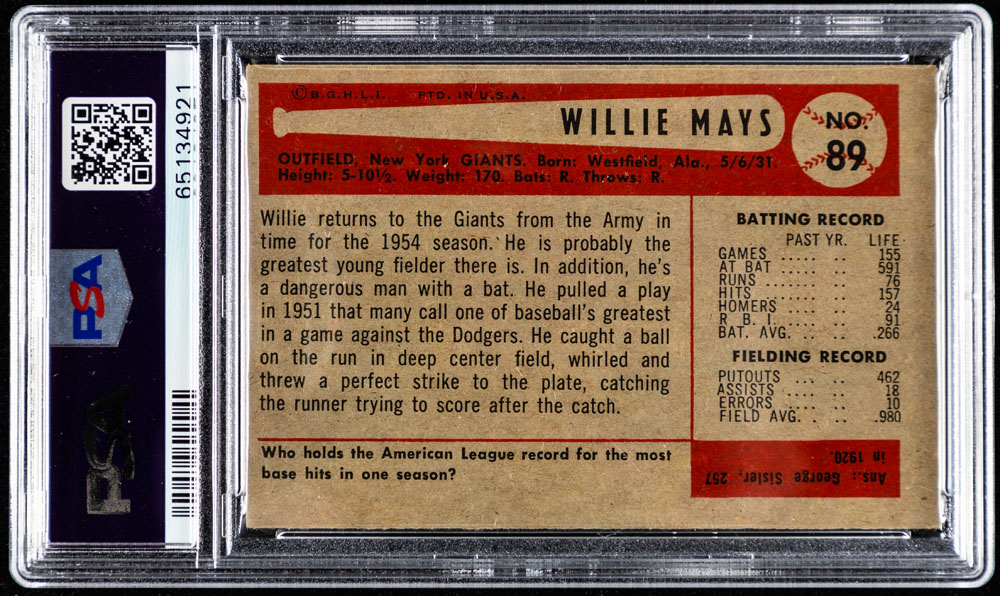 65134921
PSA
PSA
© B.G.H.L.I. PTD. IN U.S.A.
WILLIE MAYS
NO.
89
OUTFIELD, New York GIANTS. Born: Westfield, Ala., 5/6/31.
Height: 5-10½. Weight: 170. Bats: R. Throws: R.
Willie returns to the Giants from the Army in
time for the 1954 season. He is probably the
greatest young fielder there is. In addition, he's
a dangerous man with a bat. He pulled a play
in 1951 that many call one of baseball's greatest
in a game against the Dodgers. He caught a ball
on the run in deep center field, whirled and
threw a perfect strike to the plate, catching
the runner trying to score after the catch.
BATTING RECORD
PAST YR. LIFE
GAMES ..... .. 155
AT BAT ..... .. 591
RUNS ..... .. 76
HITS ..... .. 157
HOMERS .... .. 24
R. B. I. .... .. 91
BAT. AVG. .. .. .266
FIELDING RECORD
PUTOUTS ... .. 462
ASSISTS .... .. 18
ERRORS .... .. 10
FIELD AVG. .. .. .980
Who holds the American League record for the most
base hits in one season?
Ans.: George Sisler, 257
in 1920.